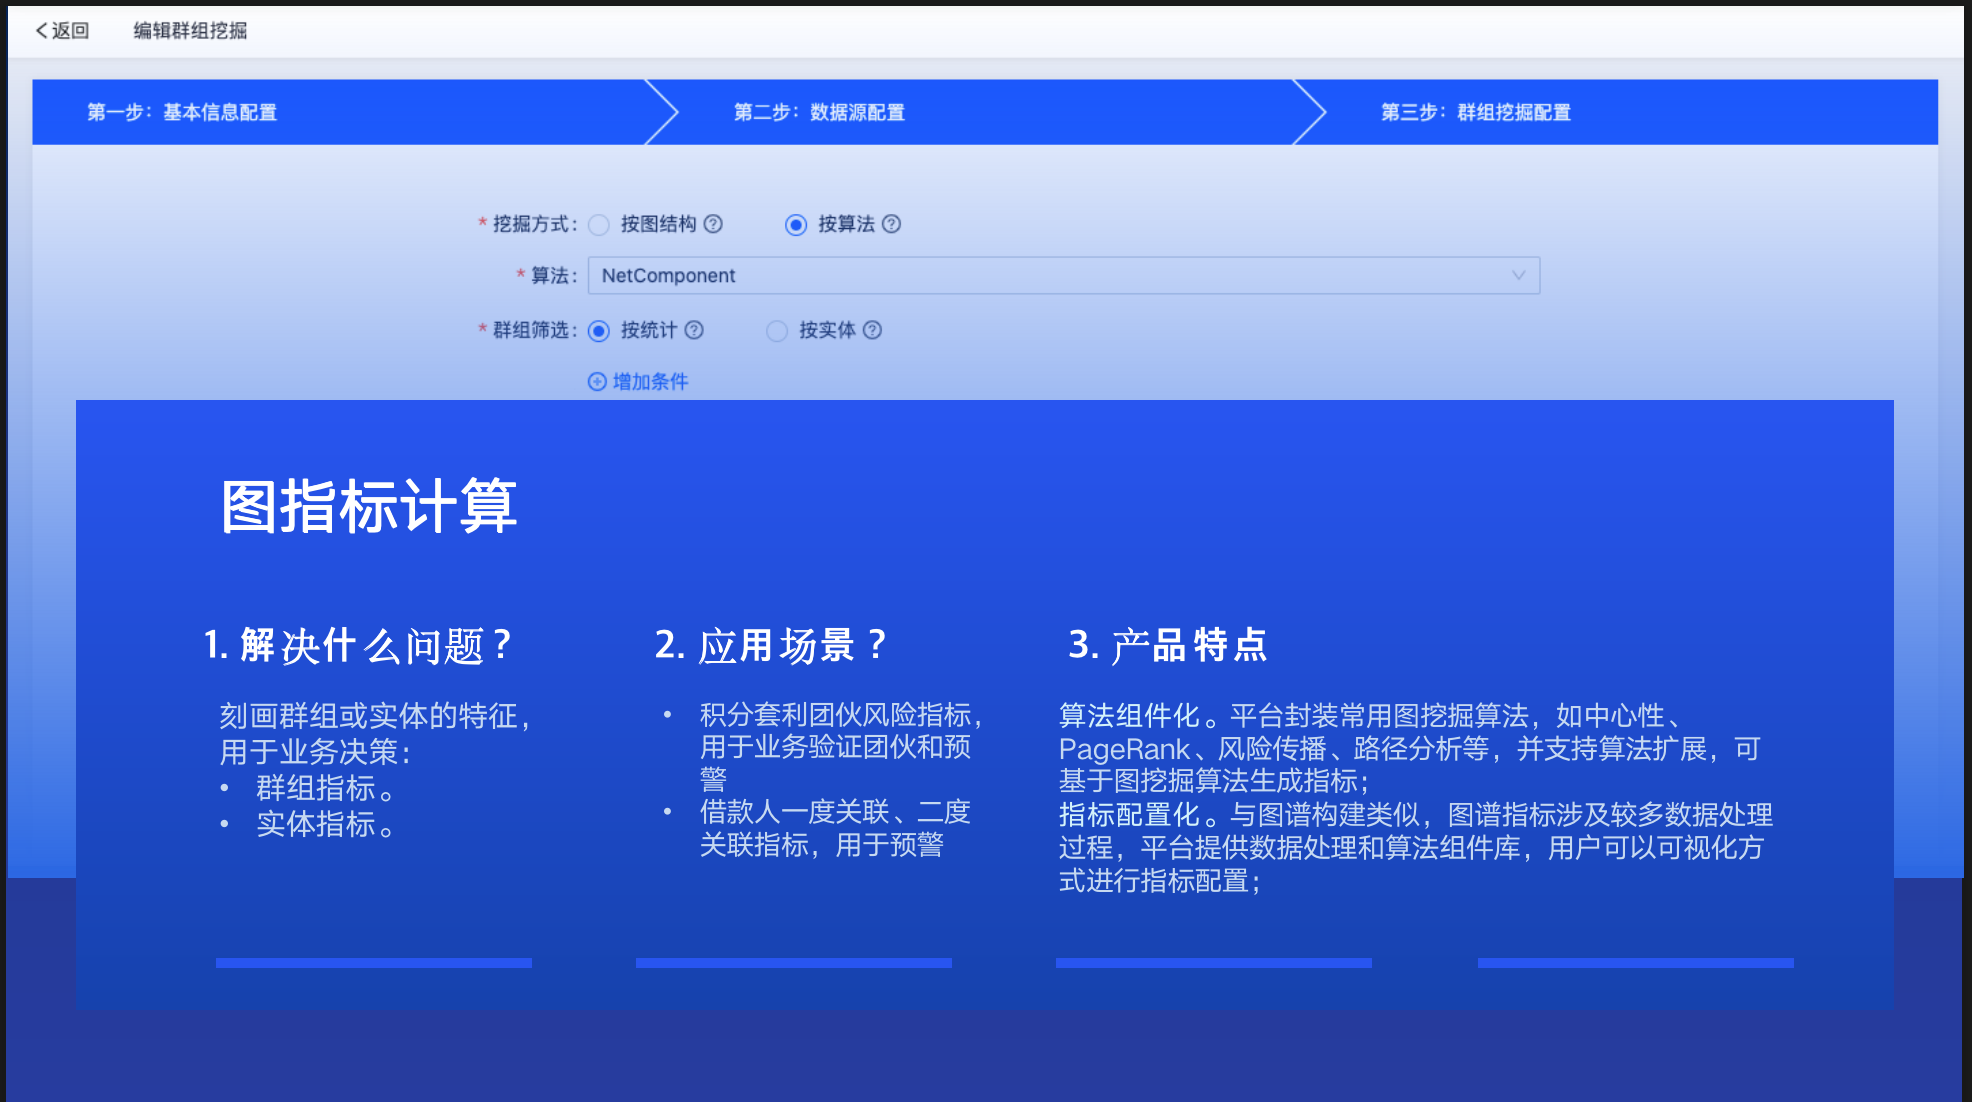 返回 编辑群组挖掘
第一步：基本信息配置 第二步：数据源配置 第三步：群组挖掘配置
* 挖掘方式： 按图结构 ? 按算法 ?
* 算法： NetComponent
* 群组筛选： 按统计 ? 按实体 ?
增加条件
图指标计算
1. 解决什么问题？
刻画群组或实体的特征，
用于业务决策：
• 群组指标。
• 实体指标。
2. 应用场景？
• 积分套利团伙风险指标，
用于业务验证团伙和预
警
• 借款人一度关联、二度
关联指标，用于预警
3. 产品特点
算法组件化。平台封装常用图挖掘算法，如中心性、
PageRank、风险传播、路径分析等，并支持算法扩展，可
基于图挖掘算法生成指标；
指标配置化。与图谱构建类似，图谱指标涉及较多数据处理
过程，平台提供数据处理和算法组件库，用户可以可视化方
式进行指标配置；